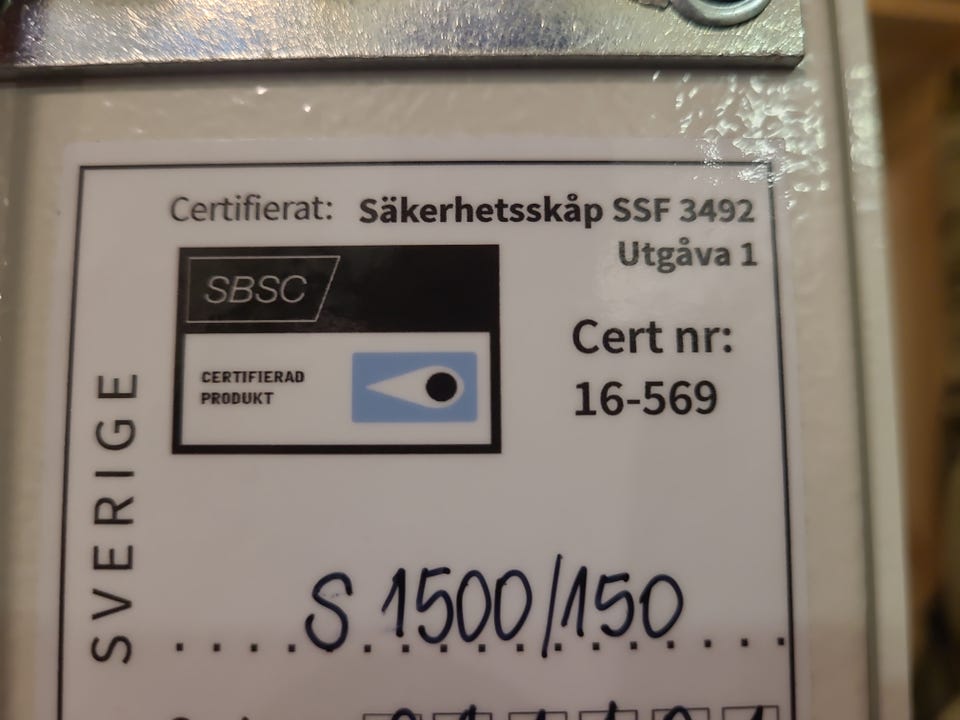 Certifierat: Säkerhetsskåp SSF 3492
Utgåva 1
SBSC
CERTIFIERAD
PRODUKT
Cert nr:
16-569
SVERIGE
S 1500/150